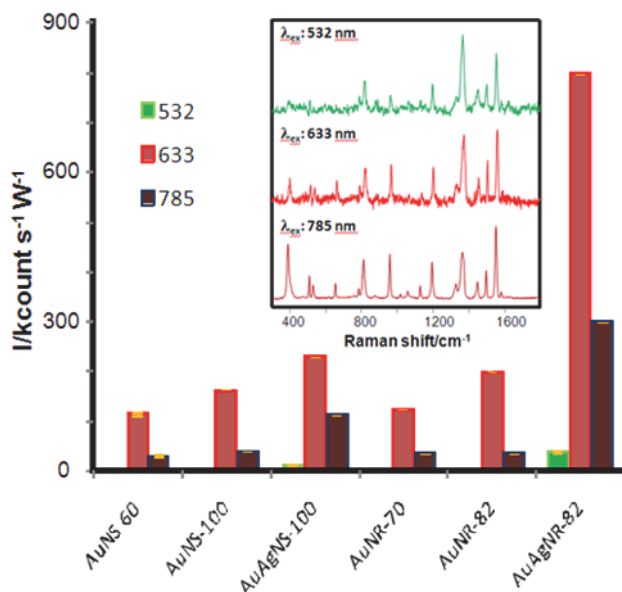 900
600
300
0
I/kcount s⁻¹ W⁻¹
532
633
785
λex: 532 nm
λex: 633 nm
λex: 785 nm
400 800 1200 1600
Raman shift/cm⁻¹
AuNS 60
AuNS-100
AuAgNS-100
AuNR-70
AuNR-82
AuAgNR-82